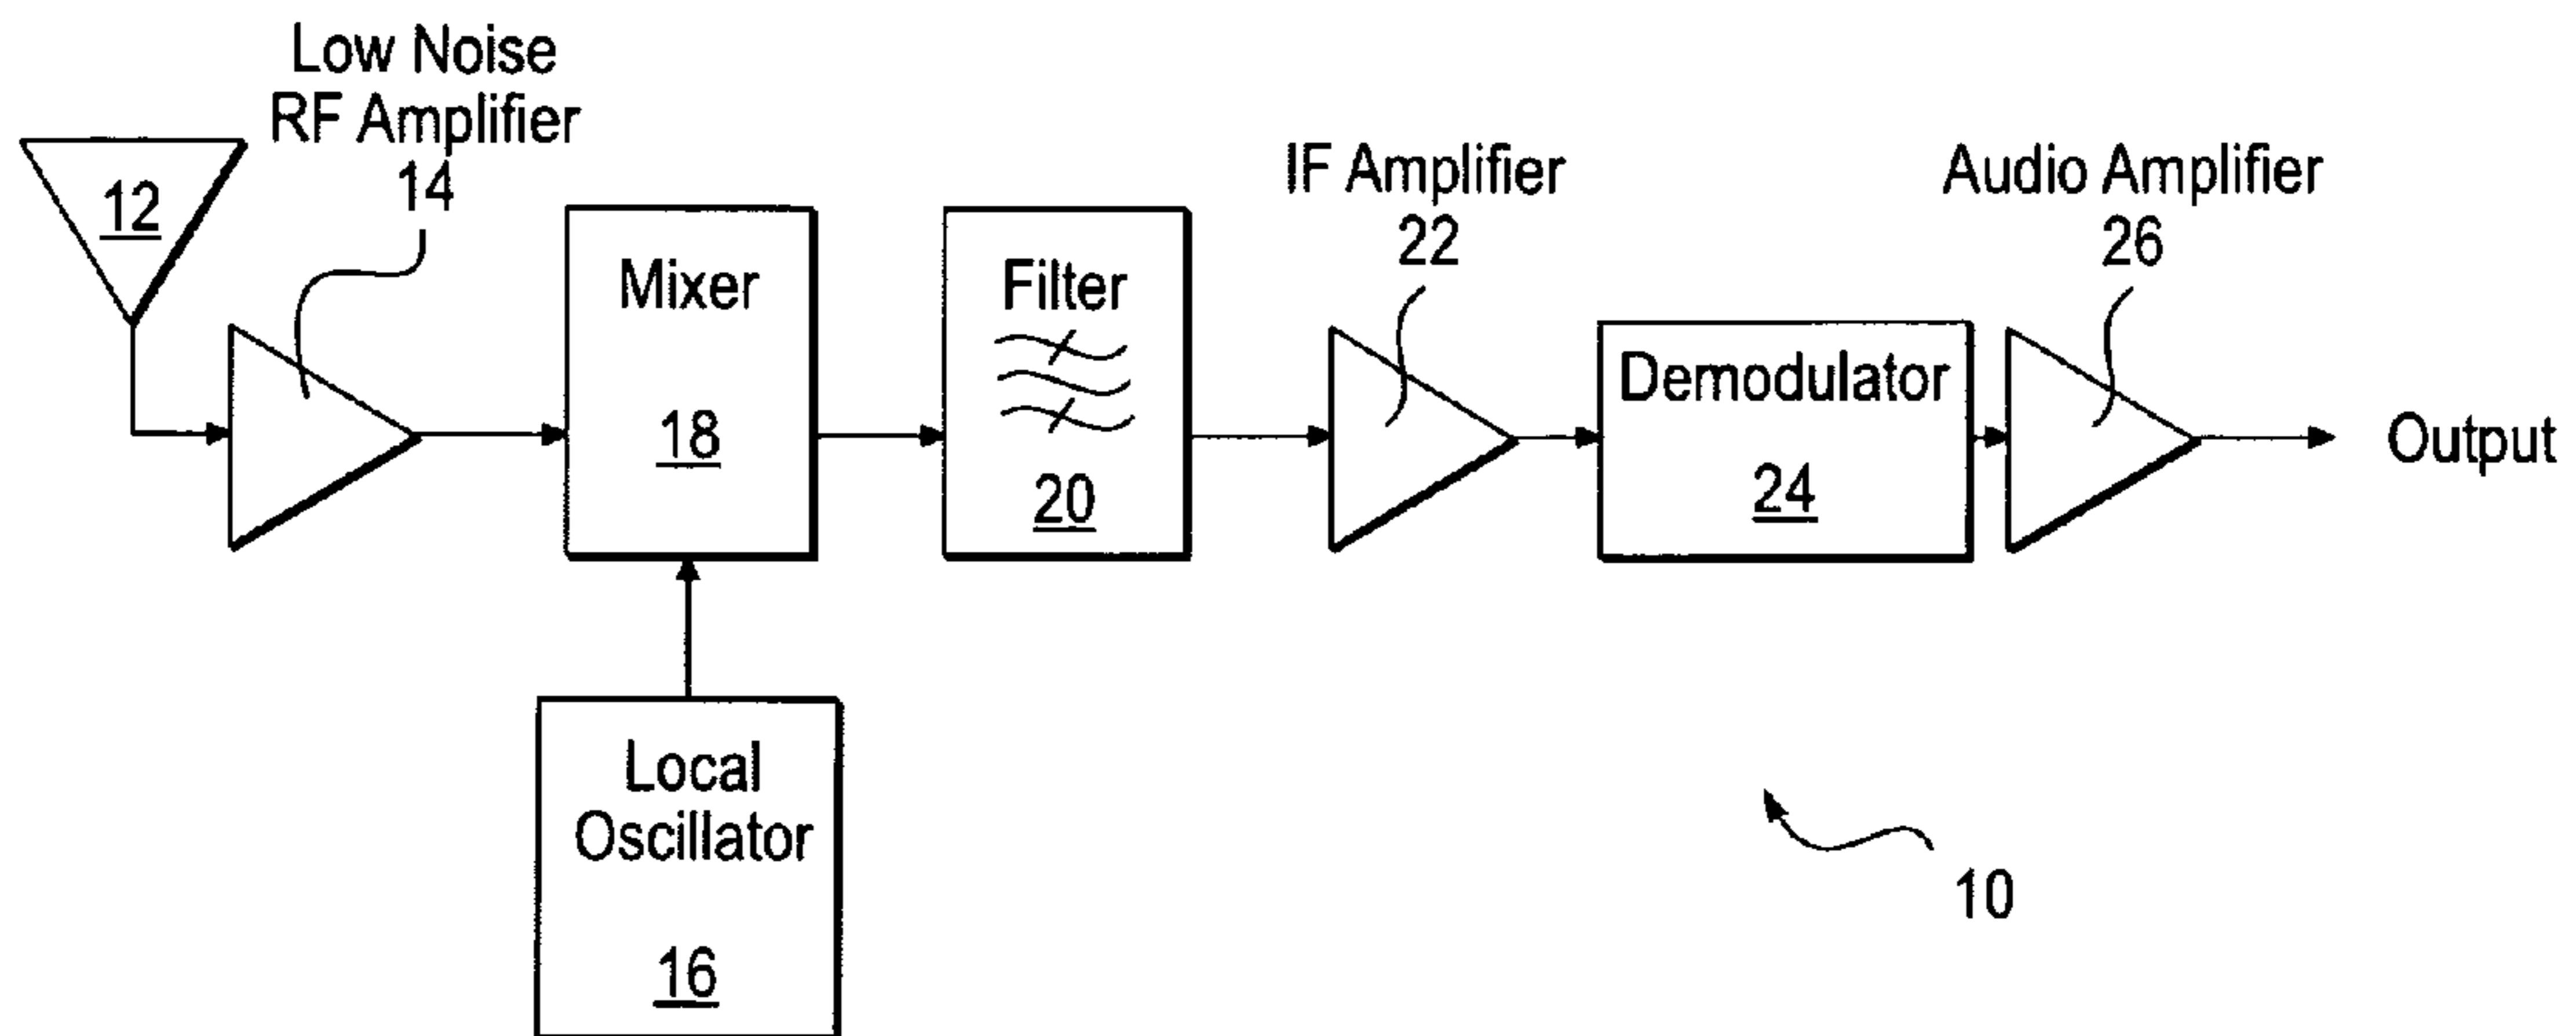 Low Noise
RF Amplifier
14
12
IF Amplifier
22
Audio Amplifier
26
Mixer
18
Filter
20
Demodulator
24
Output
Local
Oscillator
16
10